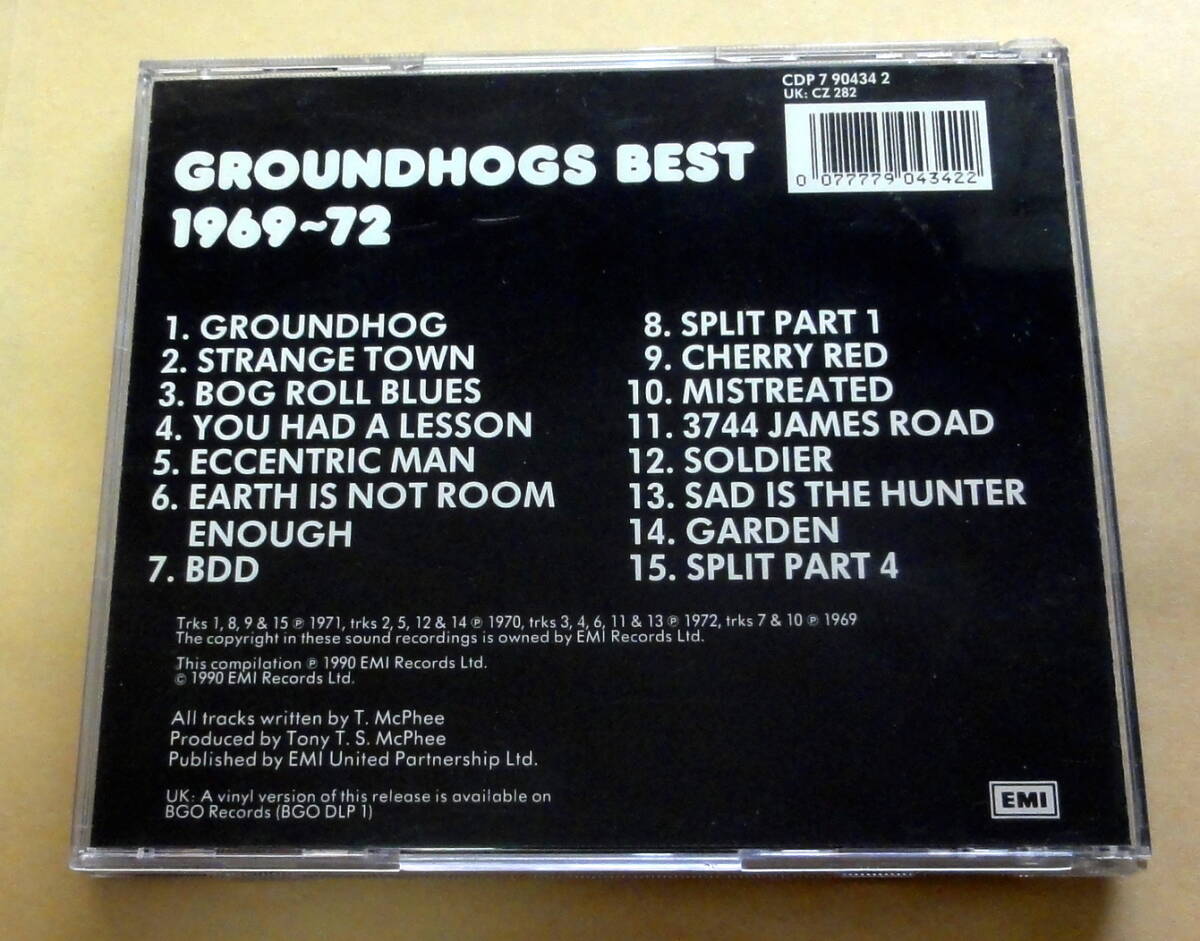 CDP 7 90434 2
UK: CZ 282
0 077779 043422
GROUNDHOGS BEST
1969~72
1. GROUNDHOG
2. STRANGE TOWN
3. BOG ROLL BLUES
4. YOU HAD A LESSON
5. ECCENTRIC MAN
6. EARTH IS NOT ROOM
ENOUGH
7. BDD
8. SPLIT PART 1
9. CHERRY RED
10. MISTREATED
11. 3744 JAMES ROAD
12. SOLDIER
13. SAD IS THE HUNTER
14. GARDEN
15. SPLIT PART 4
Trks 1, 8, 9 & 15 ℗ 1971, trks 2, 5, 12 & 14 ℗ 1970, trks 3, 4, 6, 11 & 13 ℗ 1972, trks 7 & 10 ℗ 1969
The copyright in these sound recordings is owned by EMI Records Ltd.
This compilation ℗ 1990 EMI Records Ltd.
© 1990 EMI Records Ltd.
All tracks written by T. McPhee
Produced by Tony T. S. McPhee
Published by EMI United Partnership Ltd.
UK: A vinyl version of this release is available on
BGO Records (BGO DLP 1)
EMI